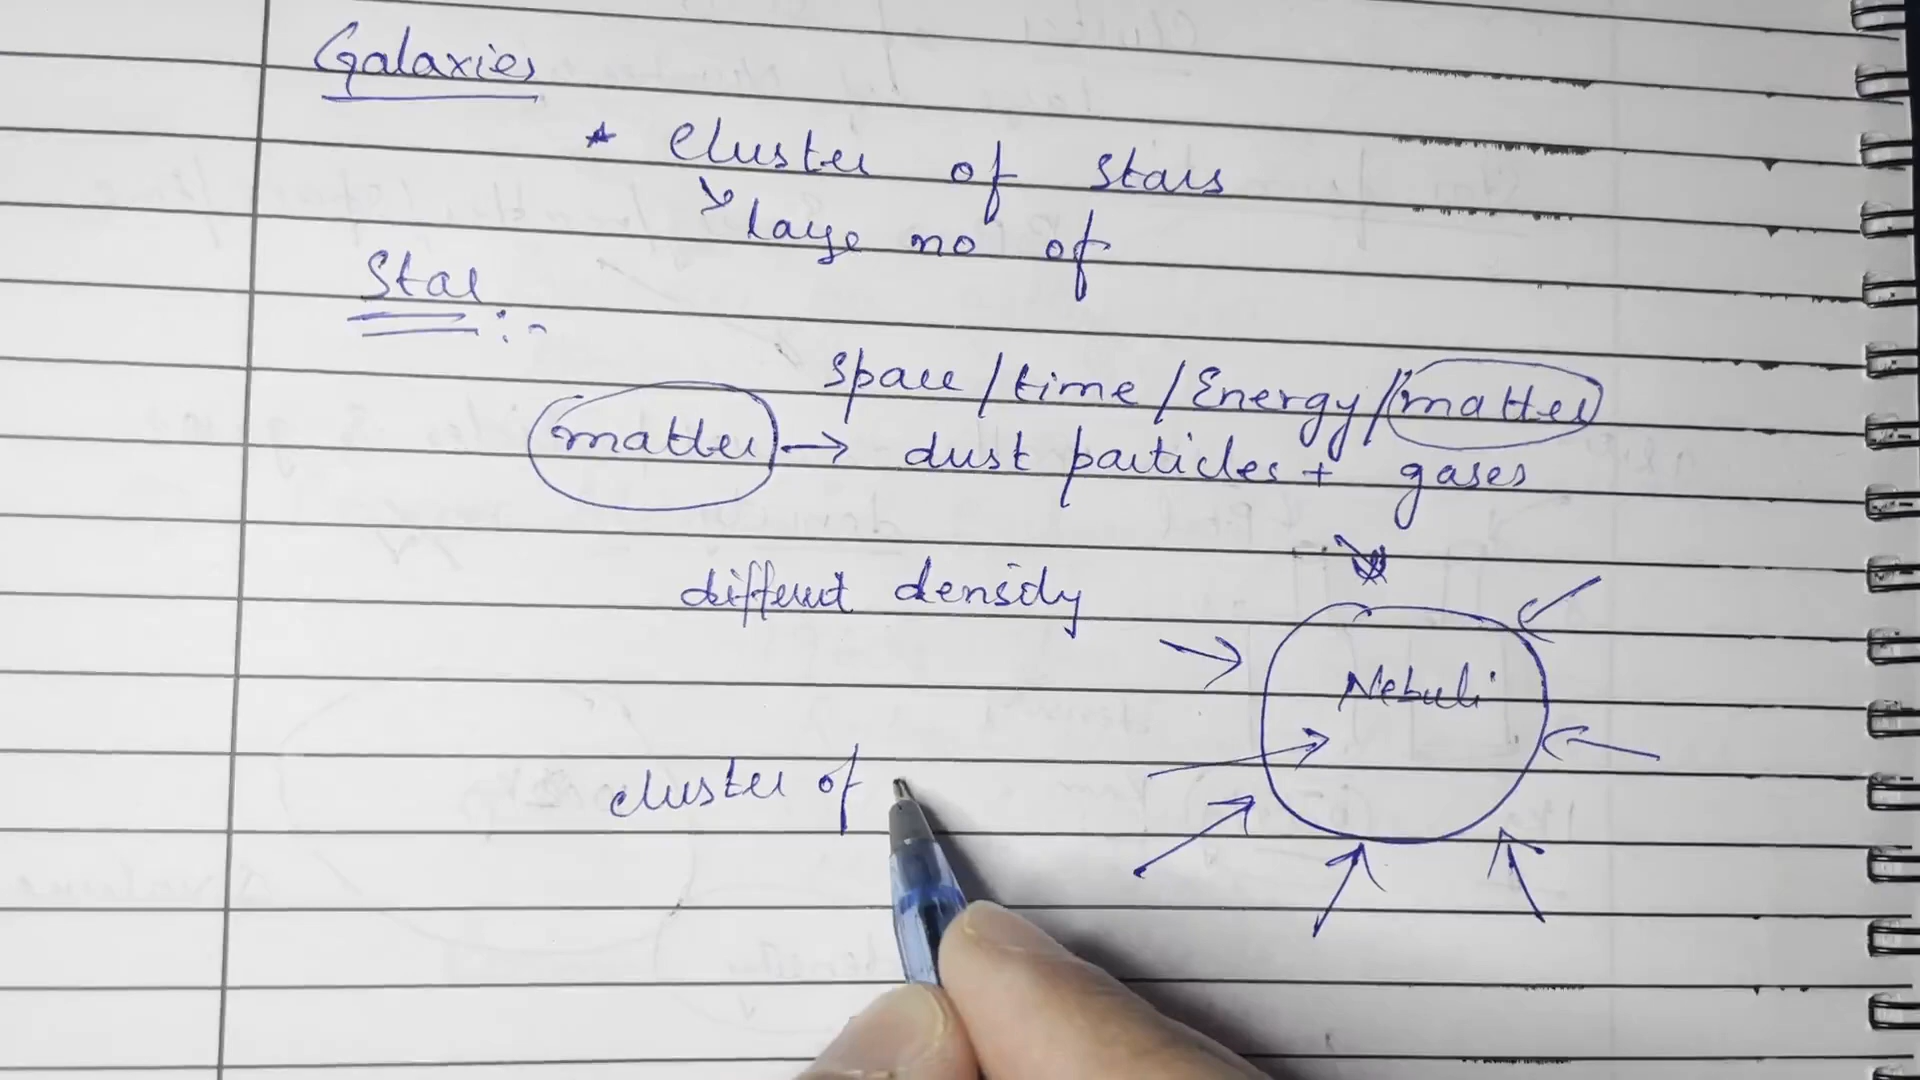 Galaxies
* cluster of stars
large no of
Star :-
space/time/Energy/matter
matter → dust particles + gases
different density
Nebuli
cluster of